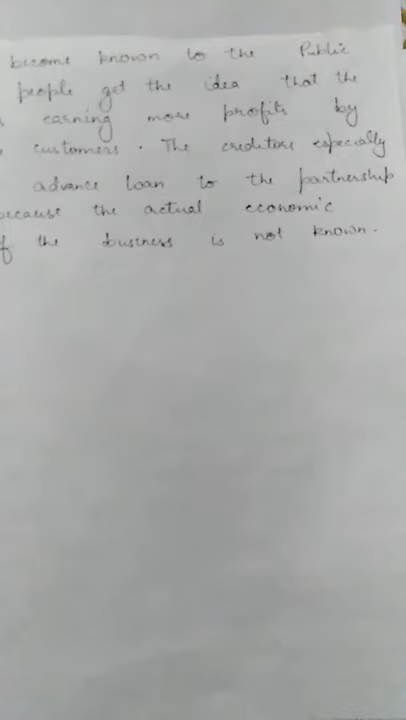 become known to the Public
people get the idea that the
earning more profits by
customers. The creditors especially
advance loan to the partnership
because the actual economic
of the business is not known.